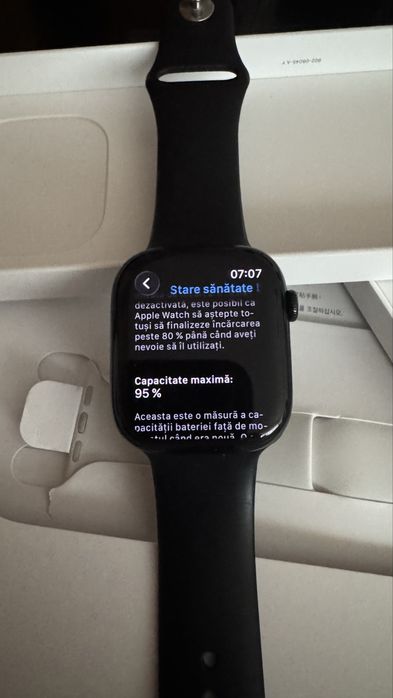 07:07
Stare sănătate
dezactivată, este posibil ca
Apple Watch să aștepte to-
tuși să finalizeze încărcarea
peste 80 % până când aveți
nevoie să îl utilizați.
Capacitate maximă:
95 %
Aceasta este o măsură a ca-
pacității bateriei față de mo-
când era nouă. O